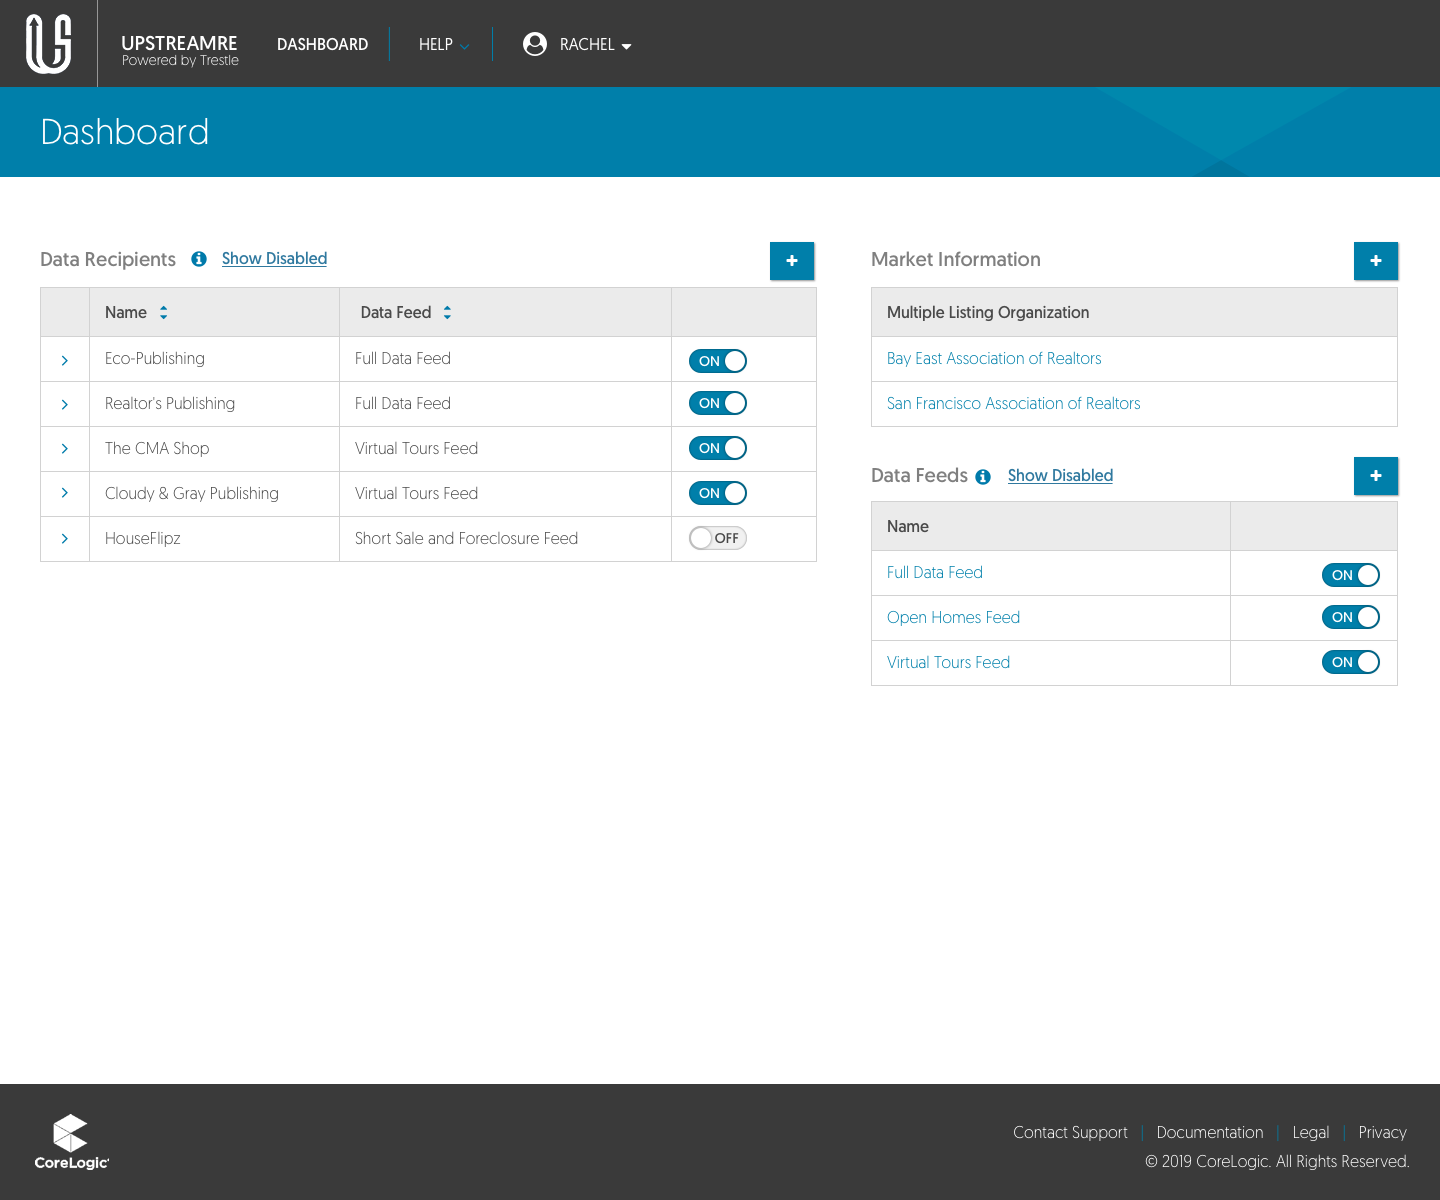 UPSTREAMRE
Powered by Trestle
DASHBOARD
HELP
RACHEL
Dashboard
Data Recipients
Show Disabled
Name
Data Feed
Eco-Publishing
Full Data Feed
ON
Realtor's Publishing
Full Data Feed
ON
The CMA Shop
Virtual Tours Feed
ON
Cloudy & Gray Publishing
Virtual Tours Feed
ON
HouseFlipz
Short Sale and Foreclosure Feed
OFF
Market Information
Multiple Listing Organization
Bay East Association of Realtors
San Francisco Association of Realtors
Data Feeds
Show Disabled
Name
Full Data Feed
ON
Open Homes Feed
ON
Virtual Tours Feed
ON
CoreLogic
Contact Support | Documentation | Legal | Privacy
© 2019 CoreLogic. All Rights Reserved.